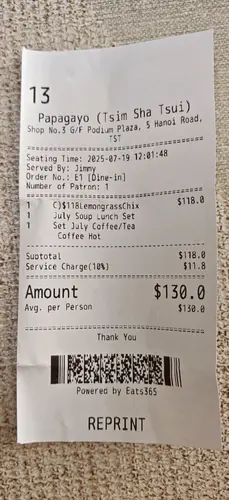 13
Papagayo (Tsim Sha Tsui)
Shop No.3 G/F Podium Plaza, 5 Hanoi Road,
TST
Seating Time: 2025-07-19 12:01:48
Served By: Jimmy
Order No.: E1 [Dine-in]
Number of Patron: 1
1 C)$118LemongrassChix $118.0
1 July Soup Lunch Set
1 Set July Coffee/Tea
Coffee Hot
Subtotal $118.0
Service Charge(10%) $11.8
Amount $130.0
Avg. per Person $130.0
Thank You
Powered by Eats365
REPRINT